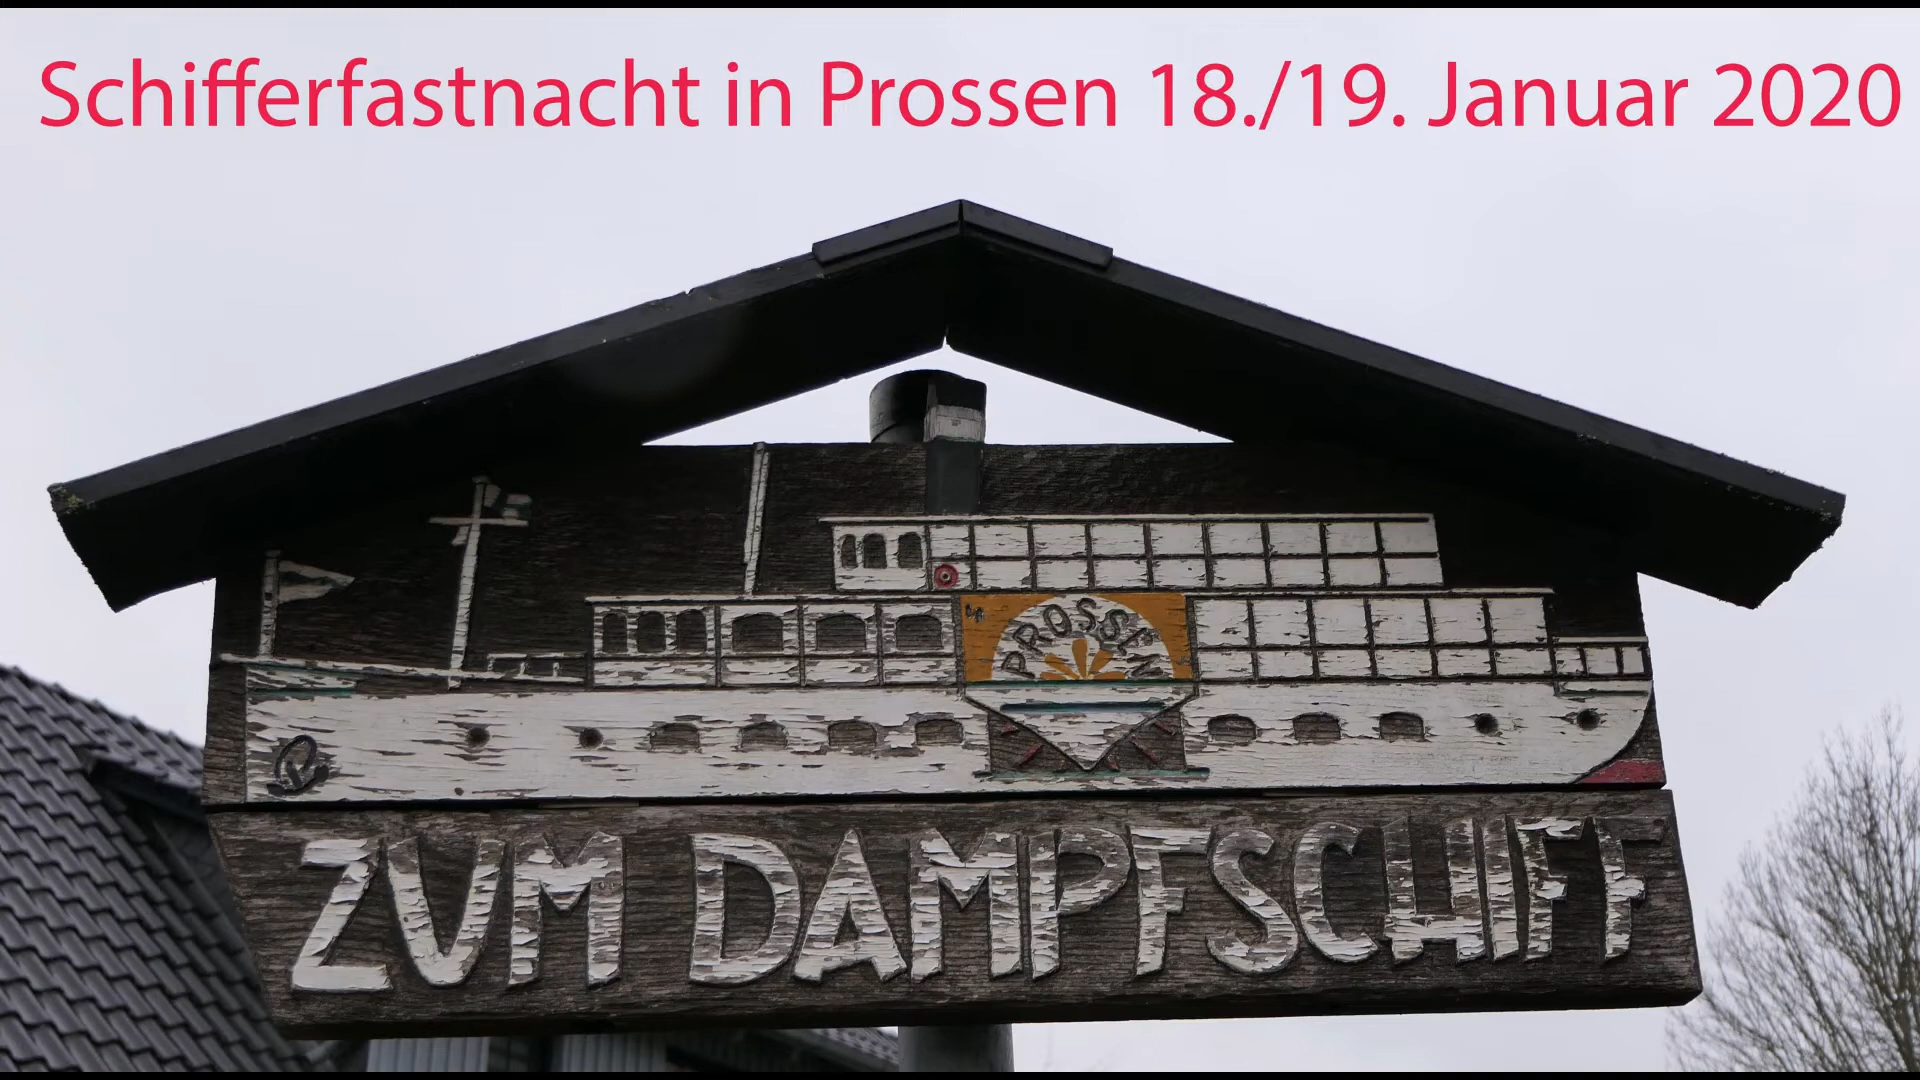 Schifferfastnacht in Prossen 18./19. Januar 2020
PROSSEN
ZUM DAMPFSCHIFF